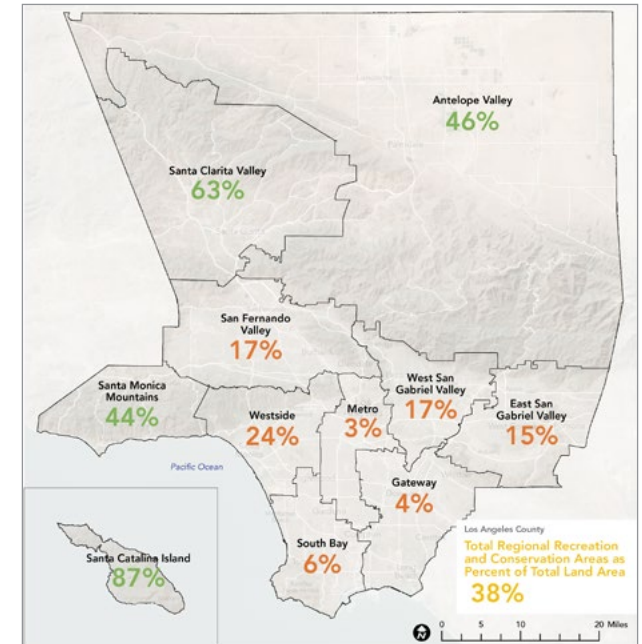 Antelope Valley
46%
Santa Clarita Valley
63%
San Fernando
Valley
17%
Santa Monica
Mountains
44%
Westside
24%
Metro
3%
West San
Gabriel Valley
17%
East San
Gabriel Valley
15%
Pacific Ocean
Gateway
4%
South Bay
6%
Santa Catalina Island
87%
Los Angeles County
Total Regional Recreation
and Conservation Areas as
Percent of Total Land Area
38%
0 5 10 20 Miles